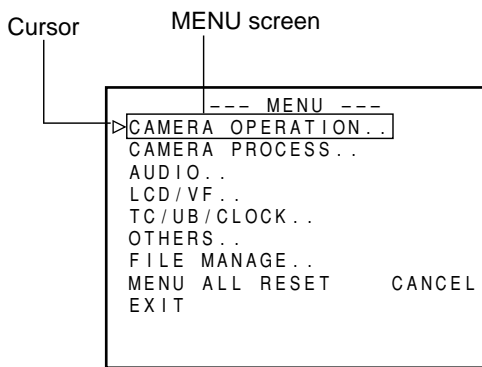 Cursor
MENU screen
--- MENU ---
CAMERA OPERATION..
CAMERA PROCESS..
AUDIO..
LCD/VF..
TC/UB/CLOCK..
OTHERS..
FILE MANAGE..
MENU ALL RESET CANCEL
EXIT